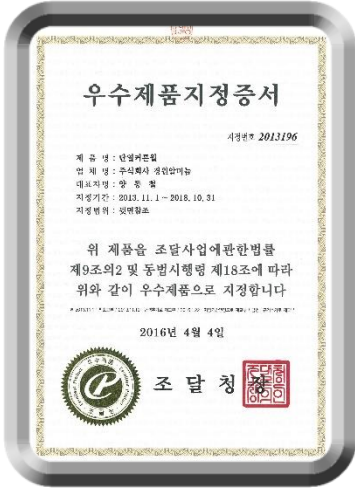 우수제품지정증서
지정번호 2013196
제 품 명 : 단열커튼월
업 체 명 : 주식회사 정한알미늄
대표자명 : 양 동 철
지정기간 : 2013. 11. 1 ~ 2018. 10. 31
지정범위 : 뒷면참조
위 제품을 조달사업에관한법률
제9조의2 및 동법시행령 제18조에 따라
위와 같이 우수제품으로 지정합니다
2016년 4월 4일
조 달 청 장